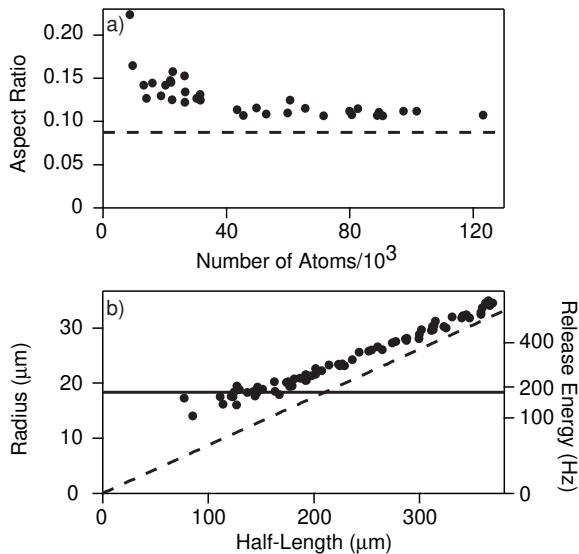 a)
Aspect Ratio
0.20
0.15
0.10
0.05
0
0 40 80 120
Number of Atoms/10³
b)
Radius (μm)
30
20
10
0
Release Energy (Hz)
400
200
100
0
0 100 200 300
Half-Length (μm)